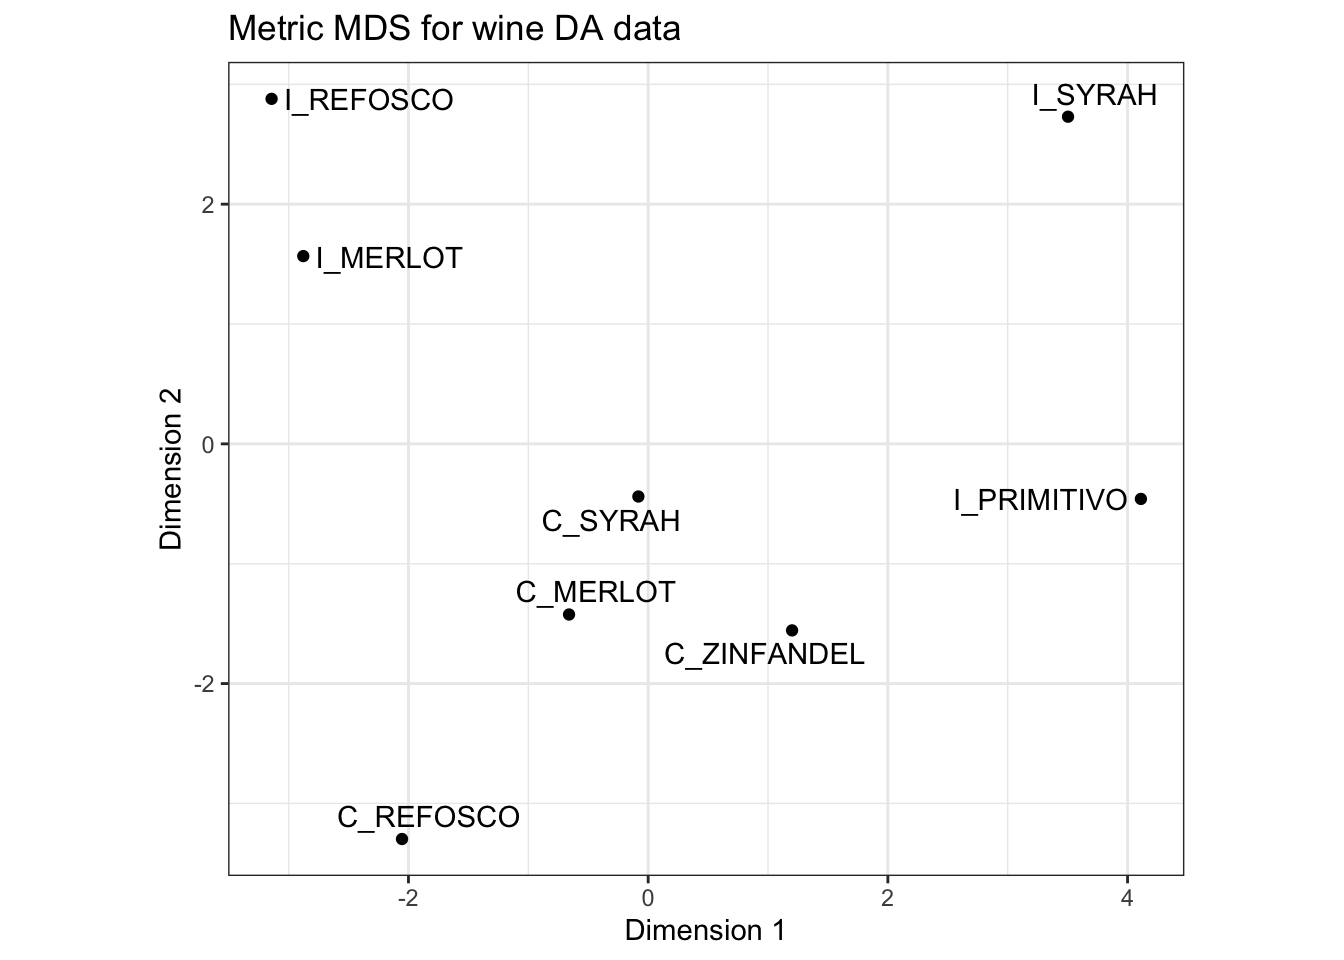 Metric MDS for wine DA data
I_REFOSCO
I_SYRAH
2
I_MERLOT
0
Dimension 2
I_PRIMITIVO
C_SYRAH
C_MERLOT
C_ZINFANDEL
-2
C_REFOSCO
-2 0 2 4
Dimension 1